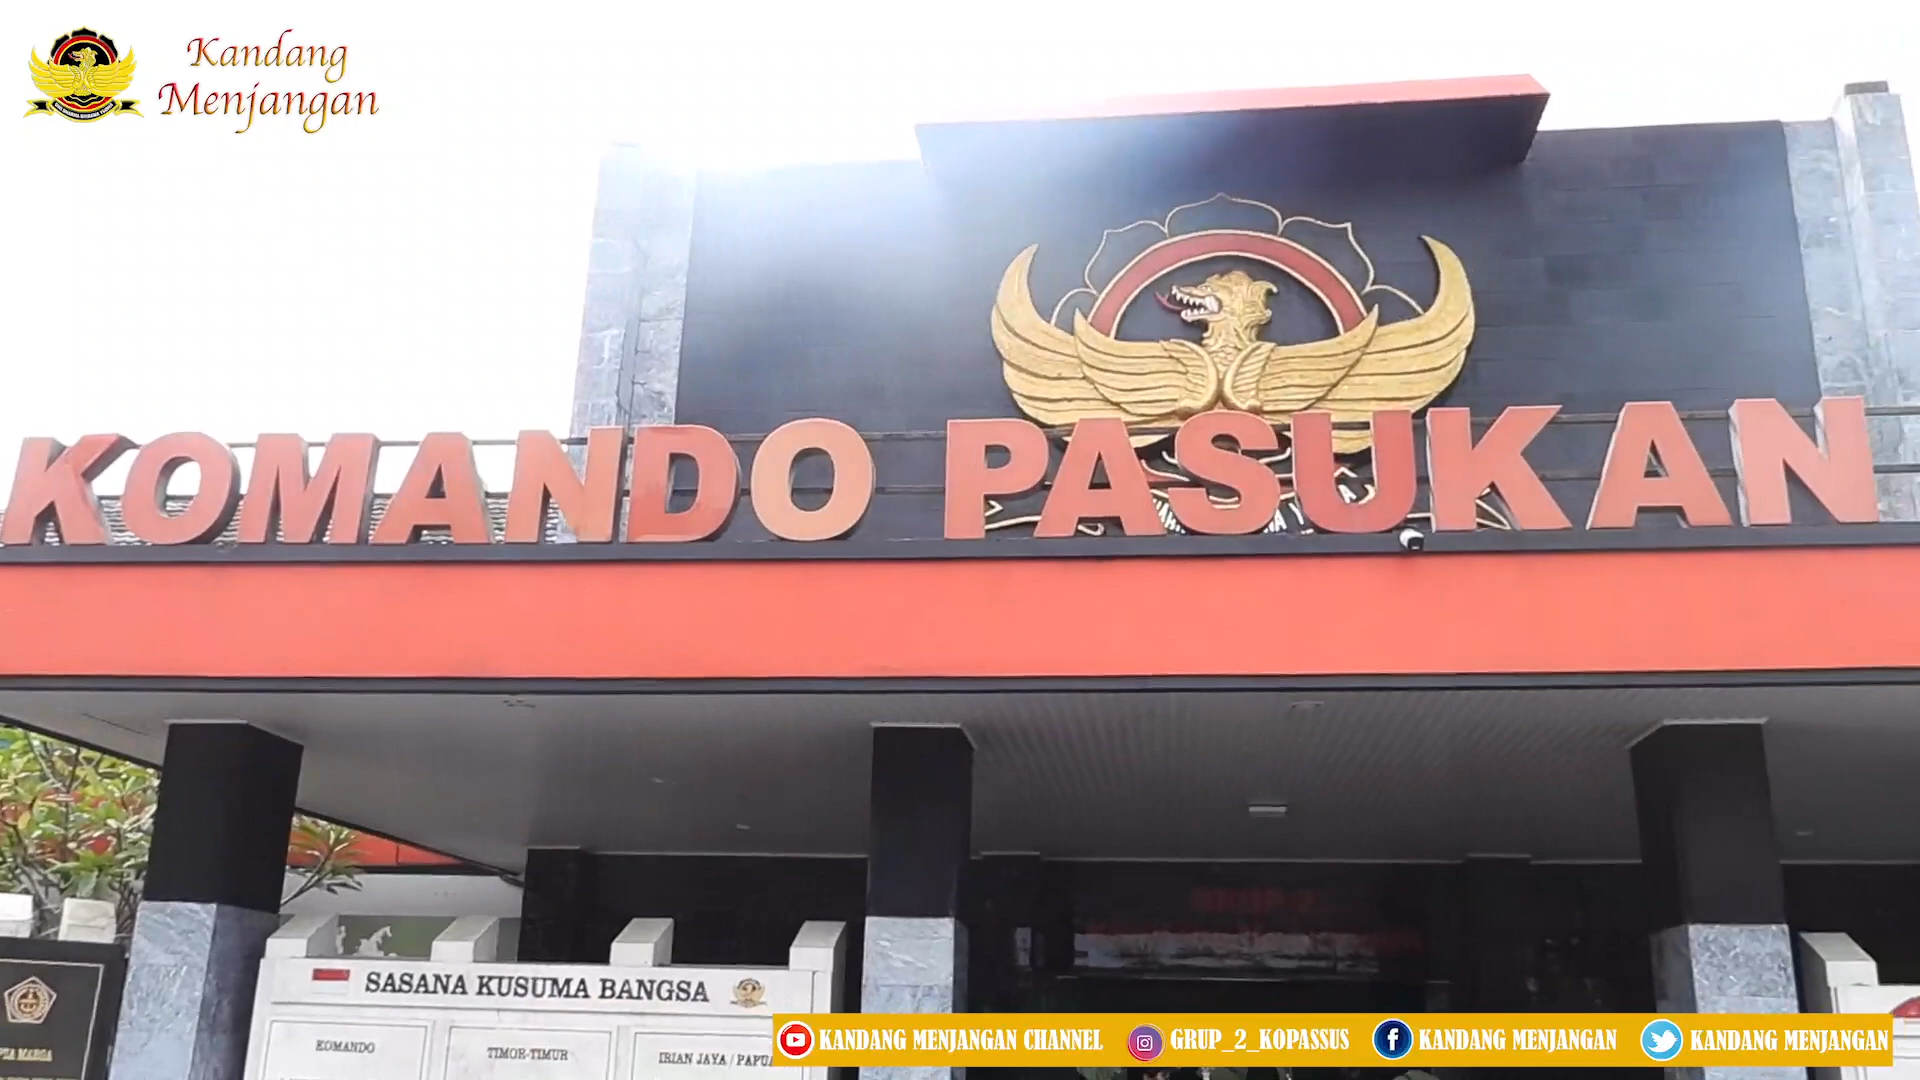 Kandang
Menjangan
KOMANDO PASUKAN
SASANA KUSUMA BANGSA
KOMANDO
TIMOR-TIMUR
IRIAN JAYA / PAPUA
KANDANG MENJANGAN CHANNEL
GRUP_2_KOPASSUS
KANDANG MENJANGAN
KANDANG MENJANGAN